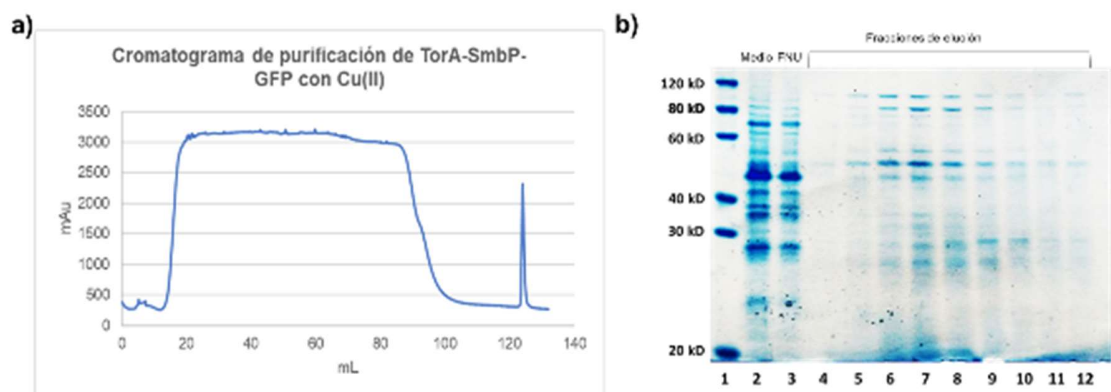 a)
Cromatograma de purificación de TorA-SmbP-
GFP con Cu(II)
3500
3000
2500
2000
1500
1000
500
0
mAu
0 20 40 60 80 100 120 140
mL
b)
Fracciones de elución
Medio FNU
120 kD
80 kD
60 kD
40 kD
30 kD
20 kD
1 2 3 4 5 6 7 8 9 10 11 12